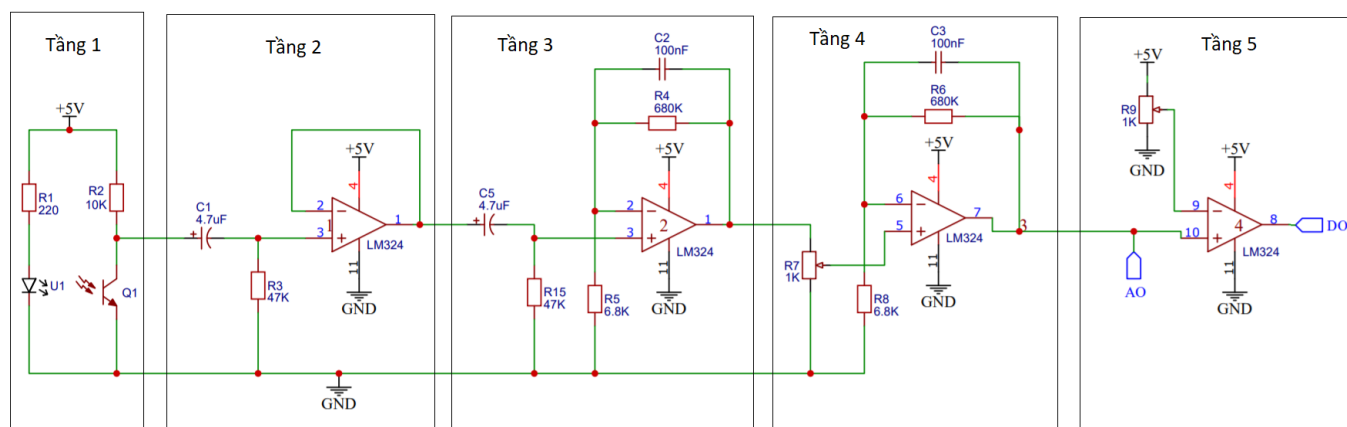 Tầng 1
+5V
R1
220
R2
10K
U1
Q1
Tầng 2
C1
4.7uF
+
R3
47K
+5V
4
2
3
1
1
LM324
11
GND
GND
Tầng 3
C2
100nF
R4
680K
C5
4.7uF
+
R15
47K
R5
6.8K
+5V
4
2
3
2
1
LM324
11
GND
Tầng 4
C3
100nF
R6
680K
R7
1K
R8
6.8K
+5V
4
6
5
7
3
LM324
11
GND
Tầng 5
+5V
R9
1K
GND
+5V
4
9
10
4
8
LM324
11
GND
AO
DO